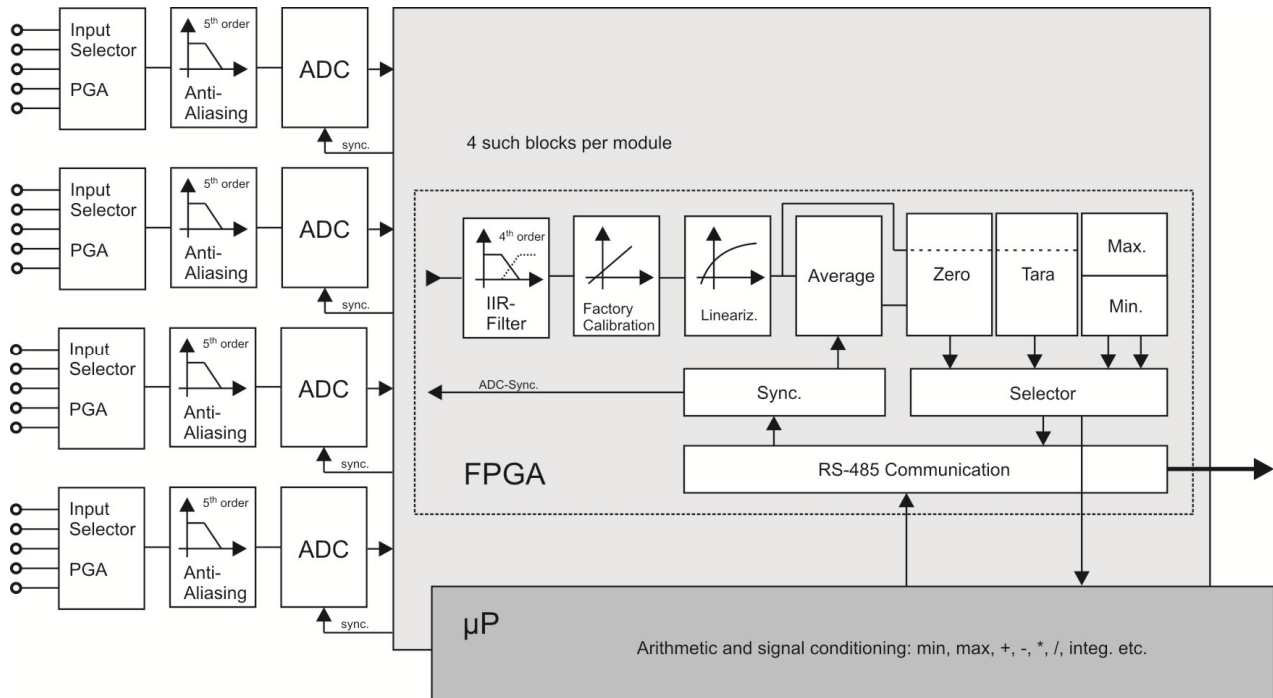 Input
Selector
PGA
5th order
Anti-
Aliasing
ADC
sync.
Input
Selector
PGA
5th order
Anti-
Aliasing
ADC
sync.
Input
Selector
PGA
5th order
Anti-
Aliasing
ADC
sync.
Input
Selector
PGA
5th order
Anti-
Aliasing
ADC
sync.
4 such blocks per module
4th order
IIR-
Filter
Factory
Calibration
Lineariz.
Average
Zero
Tara
Max.
Min.
ADC-Sync.
Sync.
Selector
FPGA
RS-485 Communication
µP
Arithmetic and signal conditioning: min, max, +, -, *, /, integ. etc.